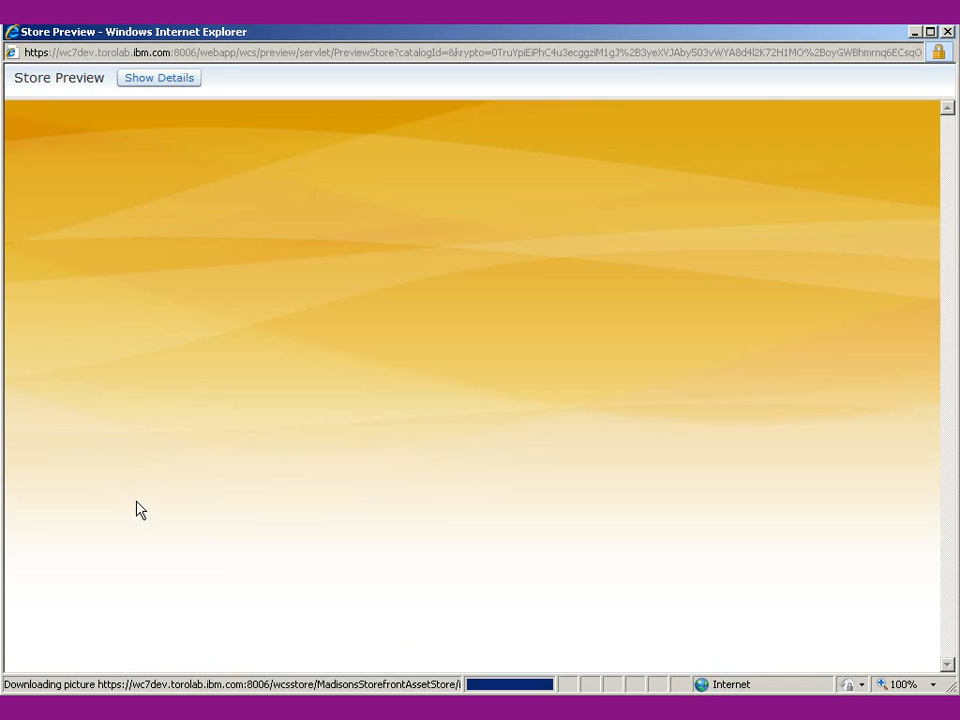 Store Preview - Windows Internet Explorer
Store Preview
Show Details
Downloading picture https://wc7dev.torolab.ibm.com:8006/wcsstore/MadisonsStorefrontAssetStore/i
Internet
100%